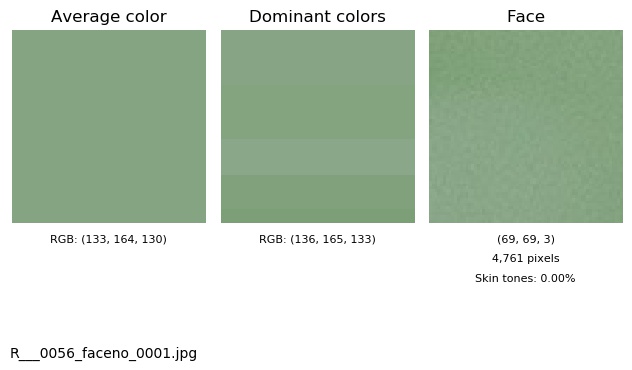 Average color
Dominant colors
Face
RGB: (133, 164, 130)
RGB: (136, 165, 133)
(69, 69, 3)
4,761 pixels
Skin tones: 0.00%
R___0056_faceno_0001.jpg